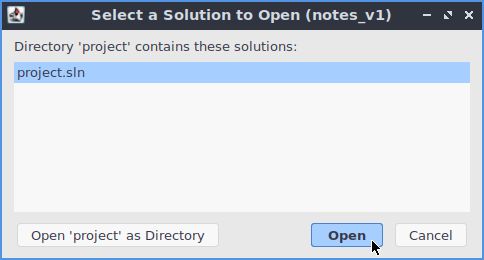 Select a Solution to Open (notes_v1)
Directory 'project' contains these solutions:
project.sln
Open 'project' as Directory
Open
Cancel